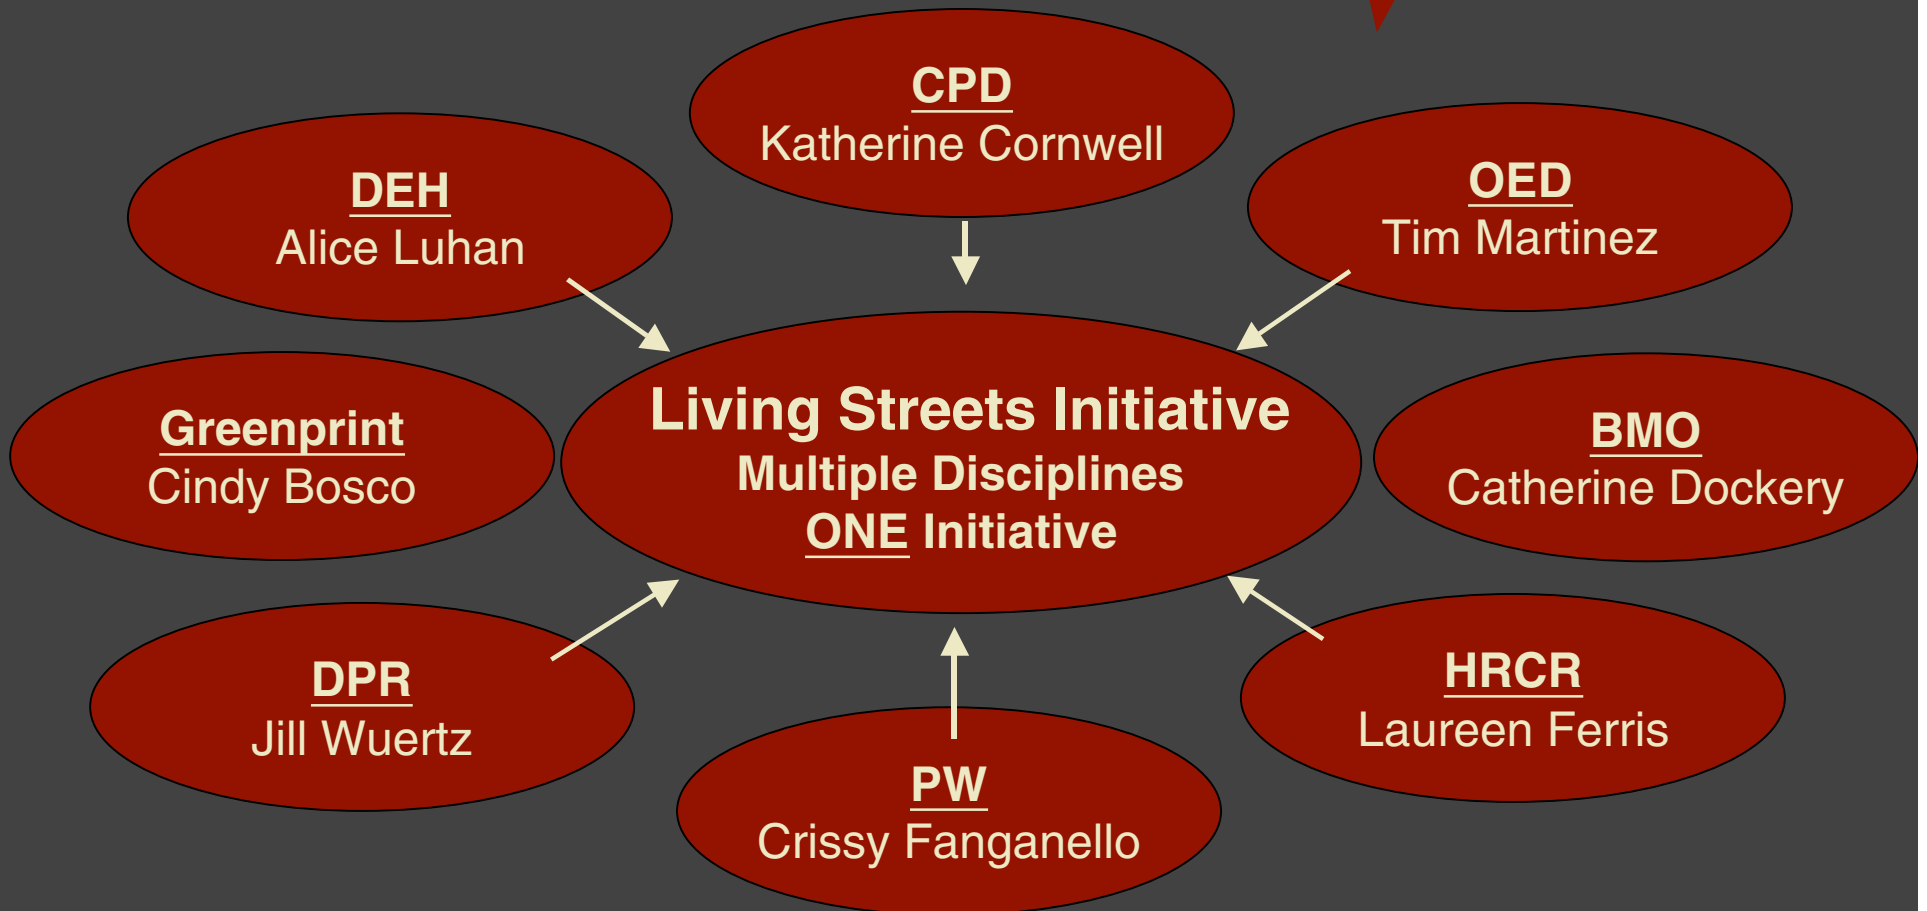 CPD
Katherine Cornwell
DEH
Alice Luhan
OED
Tim Martinez
Living Streets Initiative
Multiple Disciplines
ONE Initiative
Greenprint
Cindy Bosco
BMO
Catherine Dockery
DPR
Jill Wuertz
HRCR
Laureen Ferris
PW
Crissy Fanganello